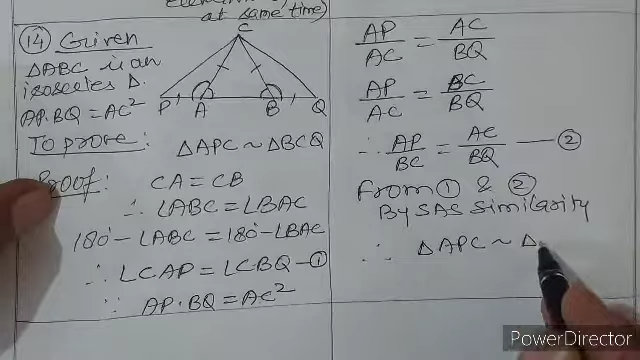 at same time)
(14) Given
ΔABC is an
isosceles Δ.
AP·BQ = AC²
To prove:
ΔAPC ~ ΔBCQ
C
P A B Q
Proof: CA = CB
∴ ∠ABC = ∠BAC
180° - ∠ABC = 180° - ∠BAC
∴ ∠CAP = ∠CBQ - ①
∵ AP·BQ = AC²
AP/AC = AC/BQ
AP/AC = BC/BQ
∴ AP/BC = AC/BQ — ②
From ① & ②
By SAS similarity
∴ ΔAPC ~ Δ
PowerDirector